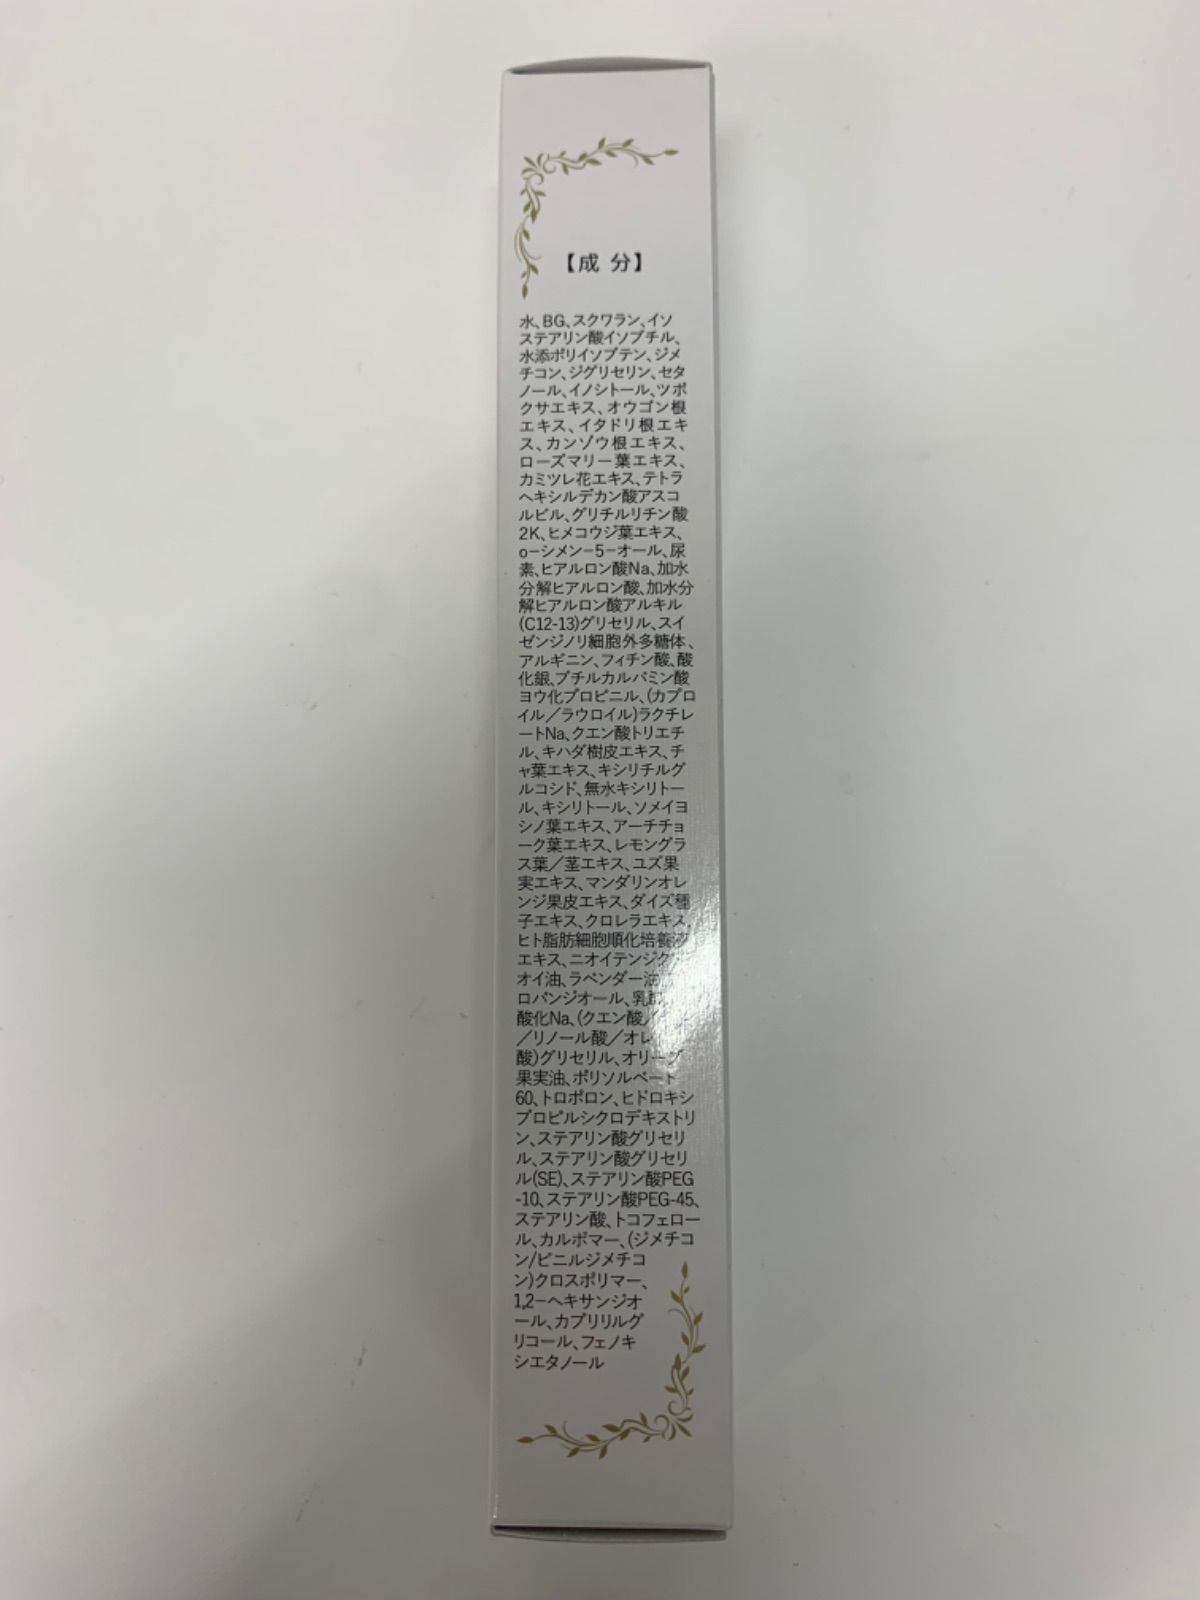 【成 分】
水、BG、スクワラン、イソ
ステアリン酸イソブチル、
水添ポリイソブテン、ジメ
チコン、ジグリセリン、セタ
ノール、イノシトール、ツボ
クサエキス、オウゴン根
エキス、イタドリ根エキ
ス、カンゾウ根エキス、
ローズマリー葉エキス、
カミツレ花エキス、テトラ
ヘキシルデカン酸アスコ
ルビル、グリチルリチン酸
2K、ヒメコウジ葉エキス、
o－シメン－5－オール、尿
素、ヒアルロン酸Na、加水
分解ヒアルロン酸、加水分
解ヒアルロン酸アルキル
(C12-13)グリセリル、スイ
ゼンジノリ細胞外多糖体、
アルギニン、フィチン酸、酸
化銀、ブチルカルバミン酸
ヨウ化プロピニル、(カプロ
イル／ラウロイル)ラクチレ
ートNa、クエン酸トリエチ
ル、キハダ樹皮エキス、チ
ャ葉エキス、キシリチルグ
ルコシド、無水キシリトー
ル、キシリトール、ソメイヨ
シノ葉エキス、アーチチョ
ーク葉エキス、レモングラ
ス葉／茎エキス、ユズ果
実エキス、マンダリンオレ
ンジ果皮エキス、ダイズ種
子エキス、クロレラエキス、
ヒト脂肪細胞順化培養液
エキス、ニオイテンジク
オイ油、ラベンダー油
ロパンジオール、乳酸
酸化Na、(クエン酸／
／リノール酸／オレ
酸)グリセリル、オリーブ
果実油、ポリソルベート
60、トロポロン、ヒドロキシ
プロピルシクロデキストリ
ン、ステアリン酸グリセリ
ル、ステアリン酸グリセリ
ル(SE)、ステアリン酸PEG
-10、ステアリン酸PEG-45、
ステアリン酸、トコフェロー
ル、カルボマー、(ジメチコ
ン/ビニルジメチコ
ン)クロスポリマー、
1,2－ヘキサンジオ
ール、カプリリルグ
リコール、フェノキ
シエタノール